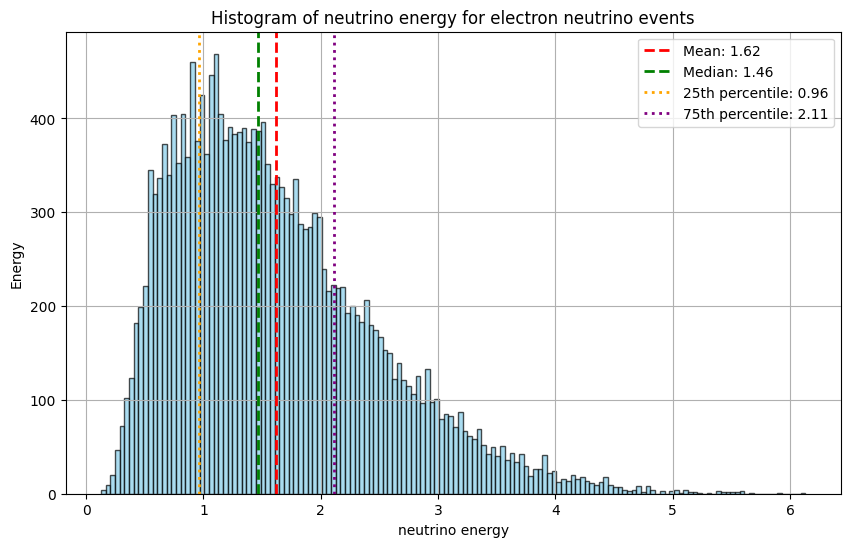 Histogram of neutrino energy for electron neutrino events
Mean: 1.62
Median: 1.46
25th percentile: 0.96
75th percentile: 2.11
Energy
400
300
200
100
0
0 1 2 3 4 5 6
neutrino energy